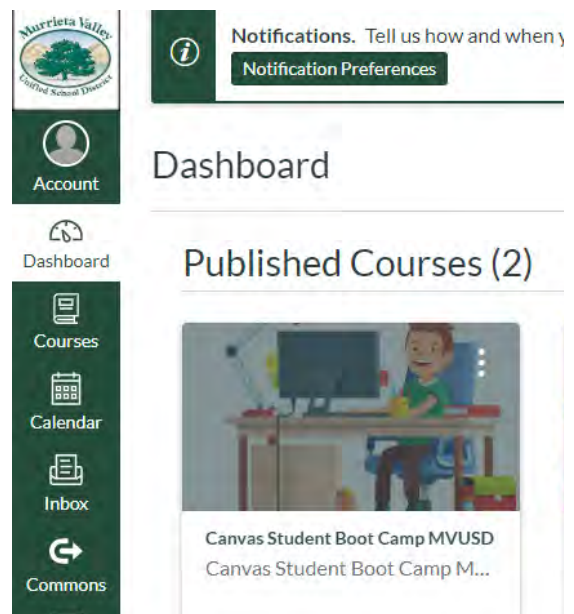 Murrieta Valley
Unified School District
Notifications. Tell us how and when y
Notification Preferences
Account
Dashboard
Dashboard
Published Courses (2)
Courses
Calendar
Inbox
Commons
Canvas Student Boot Camp MVUSD
Canvas Student Boot Camp M...